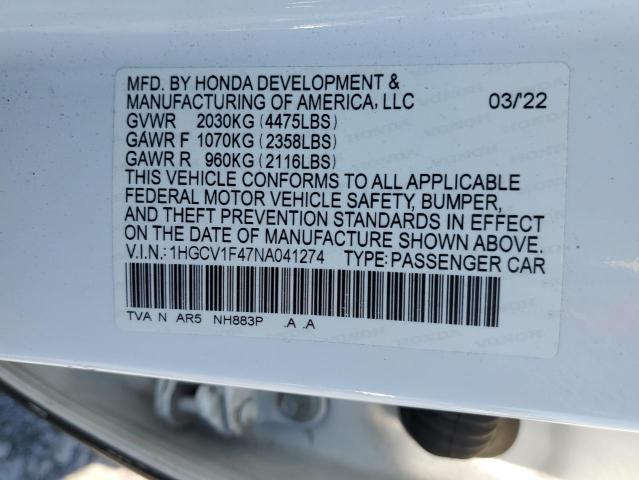 MFD. BY HONDA DEVELOPMENT &
MANUFACTURING OF AMERICA, LLC 03/'22
GVWR 2030KG (4475LBS)
GAWR F 1070KG (2358LBS)
GAWR R 960KG (2116LBS)
THIS VEHICLE CONFORMS TO ALL APPLICABLE
FEDERAL MOTOR VEHICLE SAFETY, BUMPER,
AND THEFT PREVENTION STANDARDS IN EFFECT
ON THE DATE OF MANUFACTURE SHOWN ABOVE.
V.I.N.: 1HGCV1F47NA041274 TYPE: PASSENGER CAR
TVA N AR5 NH883P .A .A